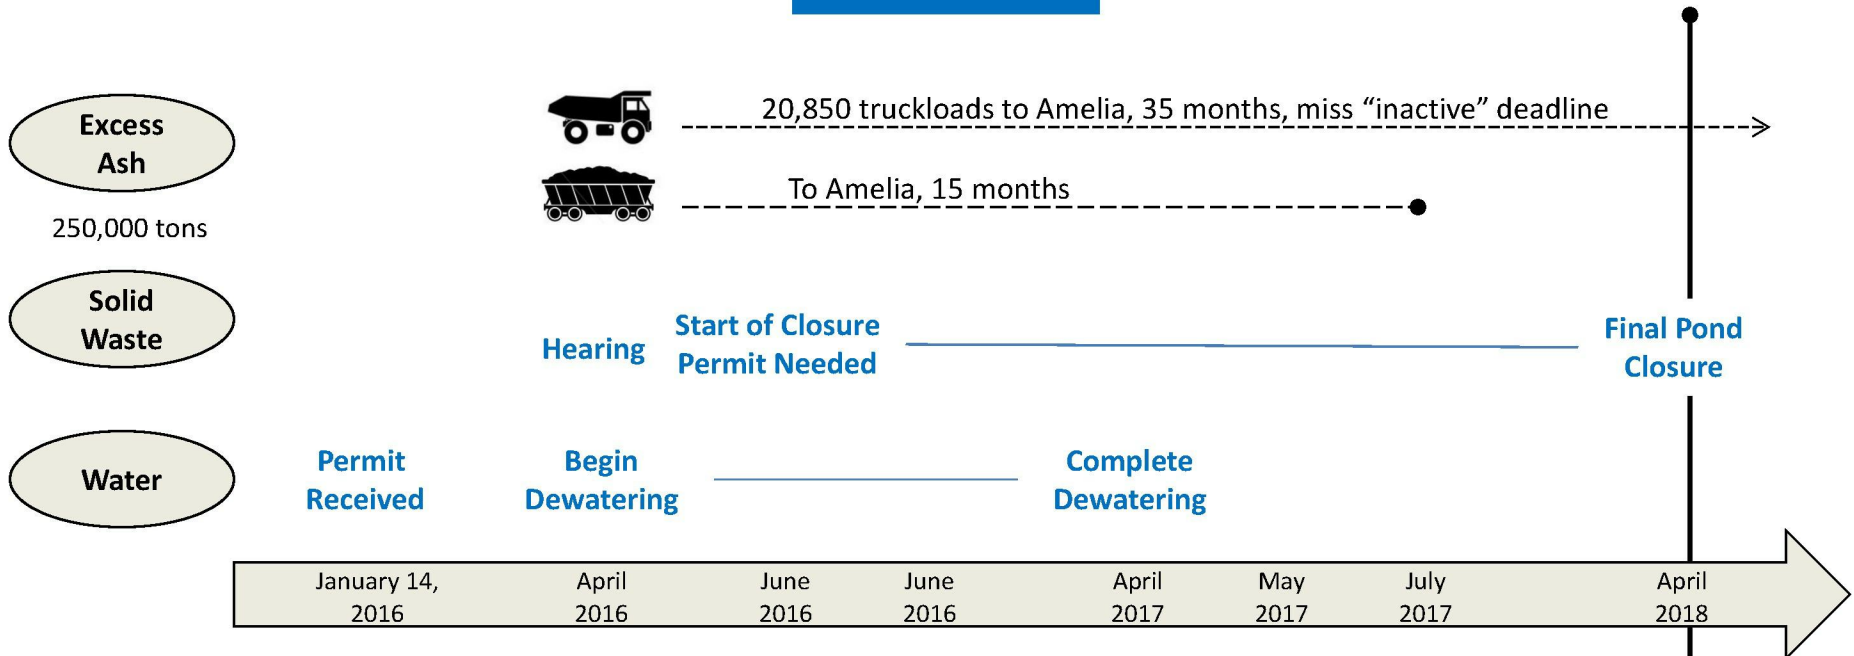 20,850 truckloads to Amelia, 35 months, miss “inactive” deadline
Excess
Ash
To Amelia, 15 months
250,000 tons
Solid
Waste
Hearing
Start of Closure
Permit Needed
Final Pond
Closure
Water
Permit
Received
Begin
Dewatering
Complete
Dewatering
January 14,
2016
April
2016
June
2016
June
2016
April
2017
May
2017
July
2017
April
2018